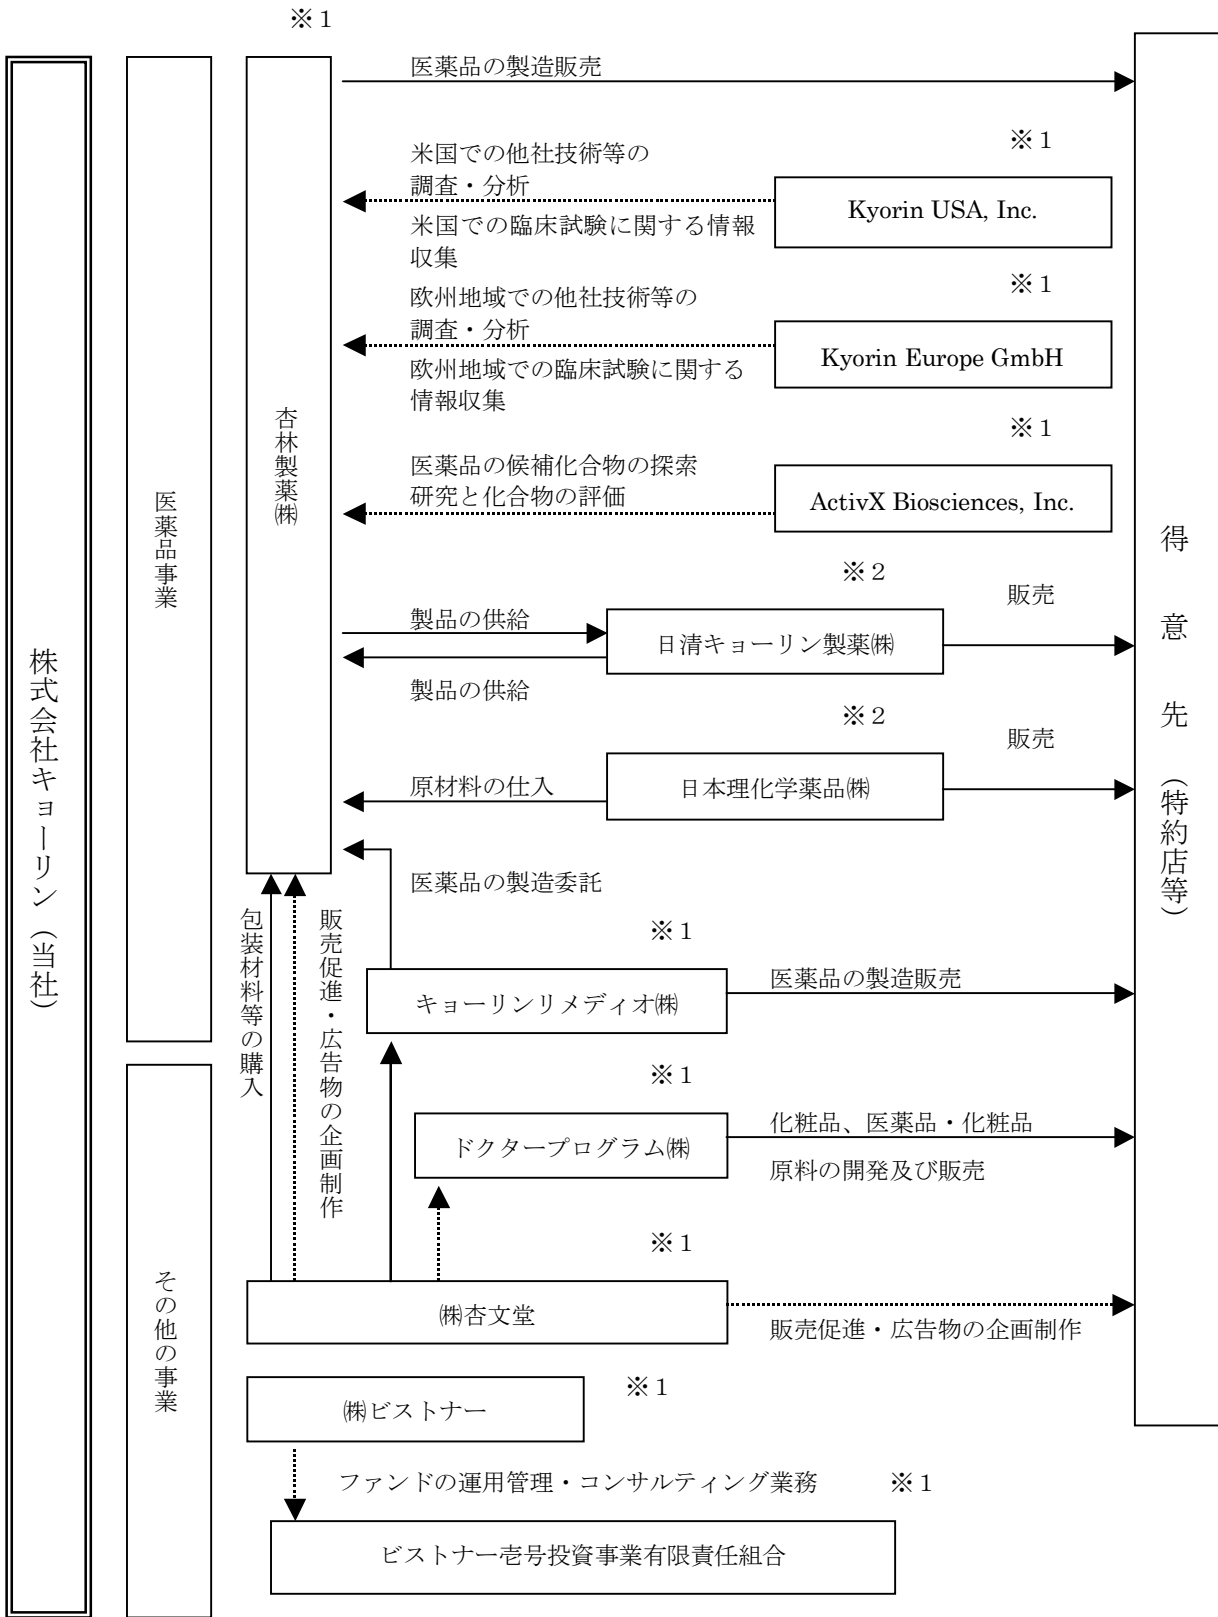 ※１
医薬品の製造販売
※１
米国での他社技術等の
調査・分析
Kyorin USA, Inc.
米国での臨床試験に関する情報
収集
※１
欧州地域での他社技術等の
調査・分析
Kyorin Europe GmbH
欧州地域での臨床試験に関する
情報収集
※１
医薬品の候補化合物の探索
研究と化合物の評価
ActivX Biosciences, Inc.
杏林製薬㈱
医薬品事業
株式会社キョーリン（当社）
得意先（特約店等）
※２
販売
製品の供給
日清キョーリン製薬㈱
製品の供給
※２
販売
原材料の仕入
日本理化学薬品㈱
医薬品の製造委託
包装材料等の購入
販売促進・広告物の企画制作
※１
キョーリンリメディオ㈱
医薬品の製造販売
※１
ドクタープログラム㈱
化粧品、医薬品・化粧品
原料の開発及び販売
※１
その他の事業
㈱杏文堂
販売促進・広告物の企画制作
※１
㈱ビストナー
ファンドの運用管理・コンサルティング業務
※１
ビストナー壱号投資事業有限責任組合